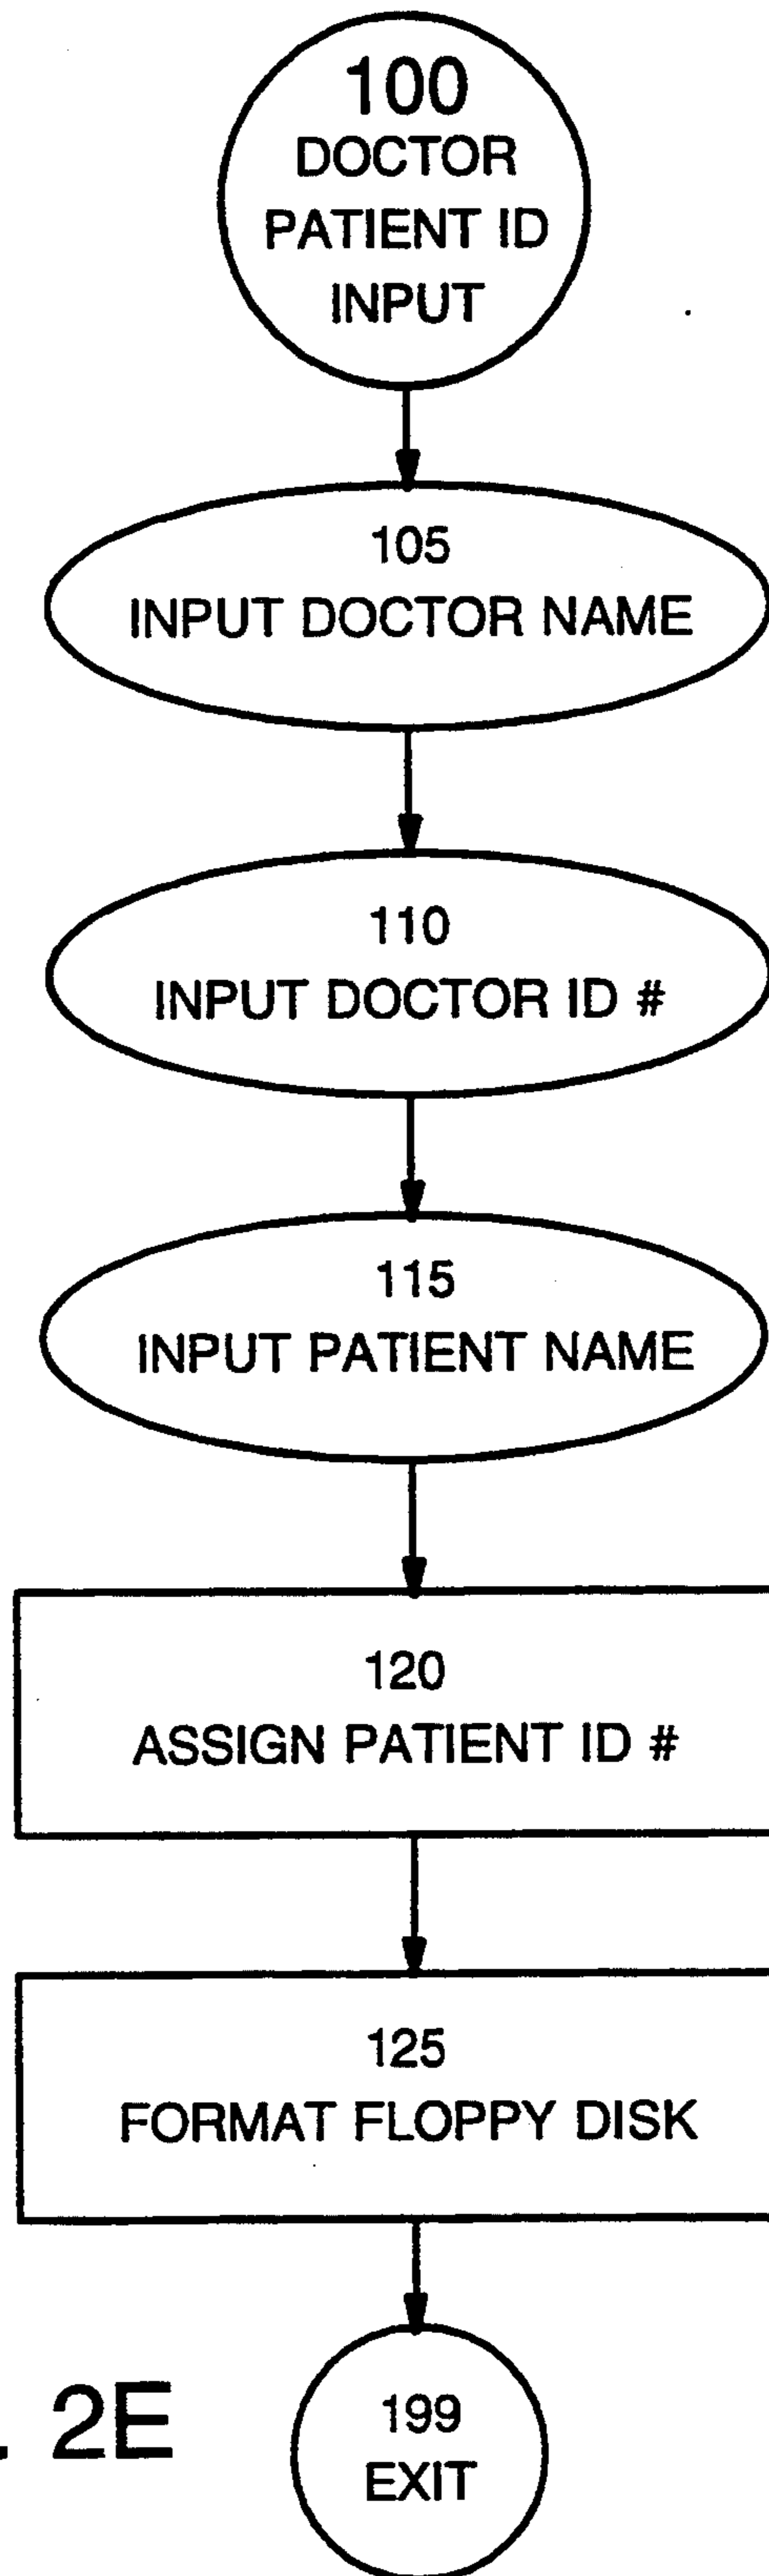 100
DOCTOR
PATIENT ID
INPUT
105
INPUT DOCTOR NAME
110
INPUT DOCTOR ID #
115
INPUT PATIENT NAME
120
ASSIGN PATIENT ID #
125
FORMAT FLOPPY DISK
199
EXIT
. 2E